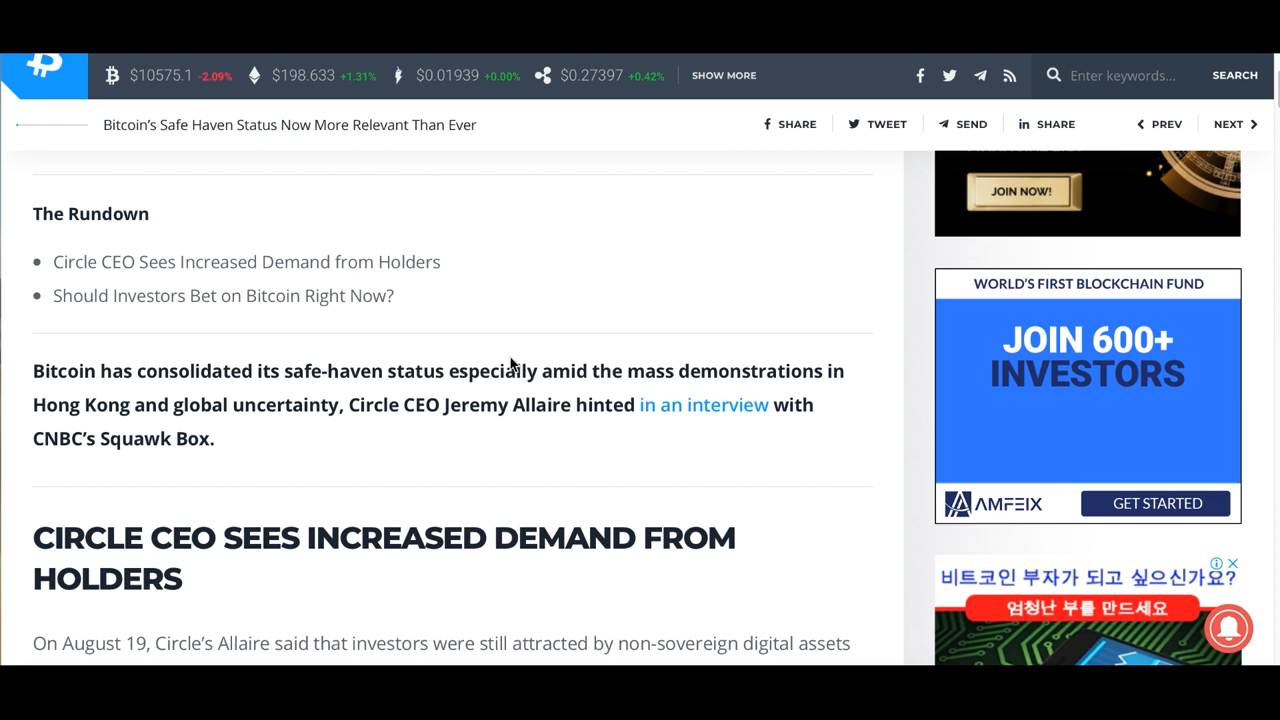 $10575.1 -2.09% $198.633 +1.31% $0.01939 +0.00% $0.27397 +0.42% SHOW MORE Enter keywords... SEARCH
Bitcoin's Safe Haven Status Now More Relevant Than Ever SHARE TWEET SEND SHARE PREV NEXT
The Rundown
Circle CEO Sees Increased Demand from Holders
Should Investors Bet on Bitcoin Right Now?
Bitcoin has consolidated its safe-haven status especially amid the mass demonstrations in
Hong Kong and global uncertainty, Circle CEO Jeremy Allaire hinted in an interview with
CNBC's Squawk Box.
CIRCLE CEO SEES INCREASED DEMAND FROM
HOLDERS
On August 19, Circle's Allaire said that investors were still attracted by non-sovereign digital assets
JOIN NOW!
WORLD'S FIRST BLOCKCHAIN FUND
JOIN 600+
INVESTORS
AMFEIX GET STARTED
비트코인 부자가 되고 싶으신가요?
엄청난 부를 만드세요